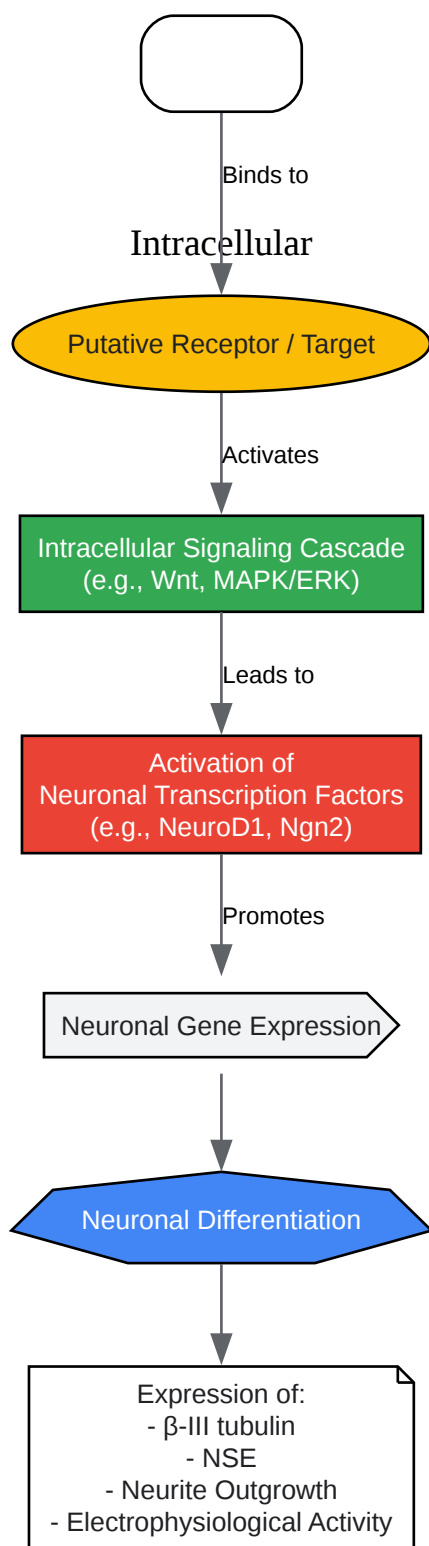 Binds to
Intracellular
Putative Receptor / Target
Activates
Intracellular Signaling Cascade
(e.g., Wnt, MAPK/ERK)
Leads to
Activation of
Neuronal Transcription Factors
(e.g., NeuroD1, Ngn2)
Promotes
Neuronal Gene Expression
Neuronal Differentiation
Expression of:
- β-III tubulin
- NSE
- Neurite Outgrowth
- Electrophysiological Activity